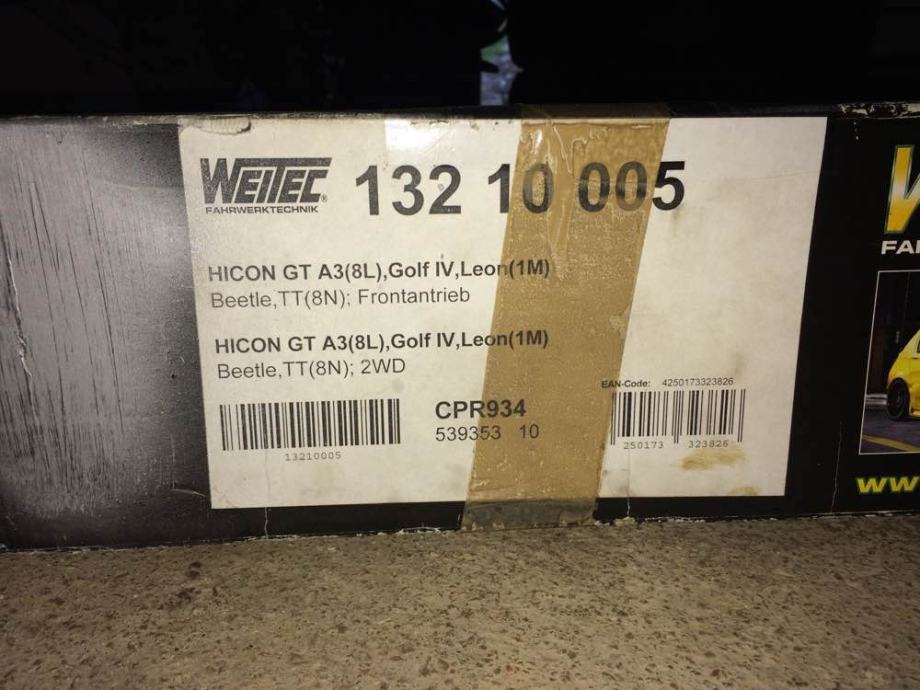 WEITEC®
FAHRWERKTECHNIK
132 10 005
HICON GT A3(8L),Golf IV,Leon(1M)
Beetle,TT(8N); Frontantrieb
HICON GT A3(8L),Golf IV,Leon(1M)
Beetle,TT(8N); 2WD
13210005
CPR934
539353 10
EAN-Code: 4250173323826
250173 323826
FA
ww